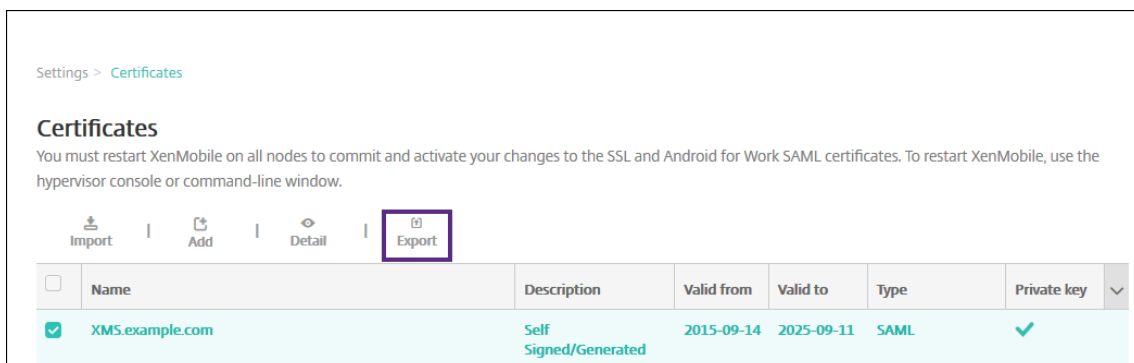 Settings > Certificates
Certificates
You must restart XenMobile on all nodes to commit and activate your changes to the SSL and Android for Work SAML certificates. To restart XenMobile, use the
hypervisor console or command-line window.
Import | Add | Detail | Export
Name Description Valid from Valid to Type Private key
XMS.example.com Self 2015-09-14 2025-09-11 SAML
Signed/Generated